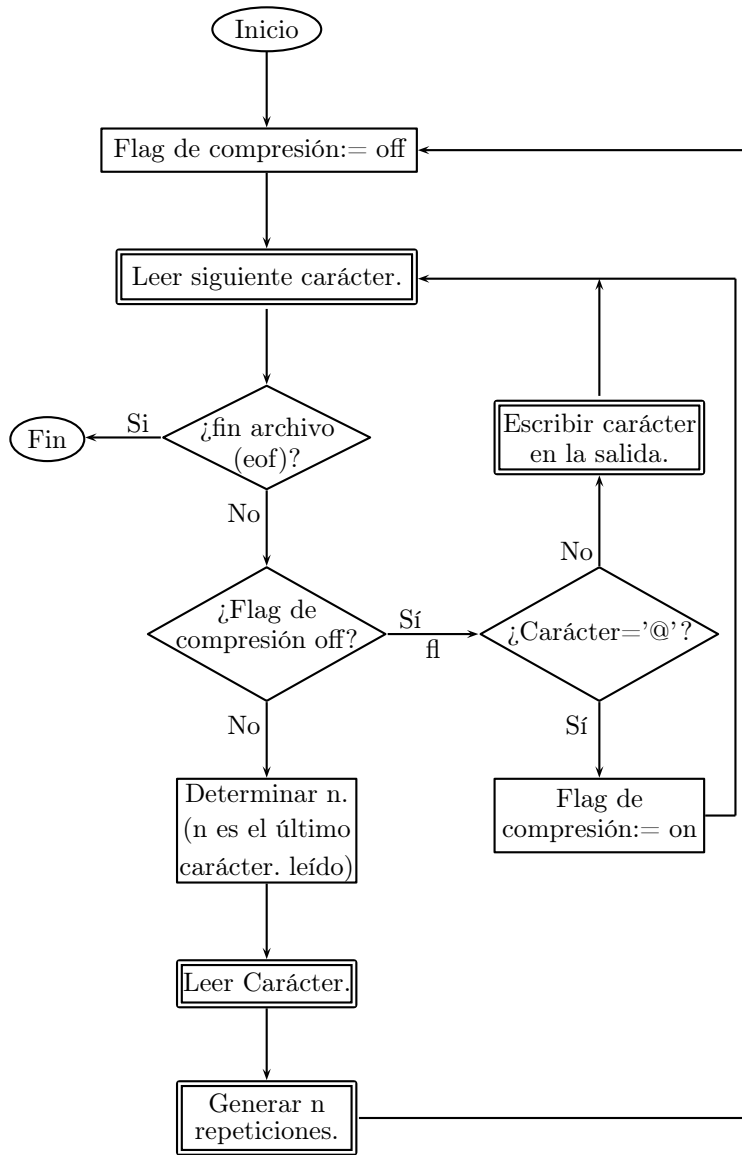 Inicio
Flag de compresión:= off
Leer siguiente carácter.
¿fin archivo
(eof)?
Si
Fin
No
Escribir carácter
en la salida.
No
¿Flag de
compresión off?
Sí
fl
¿Carácter='@'?
No
Sí
Determinar n.
(n es el último
carácter. leído)
Flag de
compresión:= on
Leer Carácter.
Generar n
repeticiones.